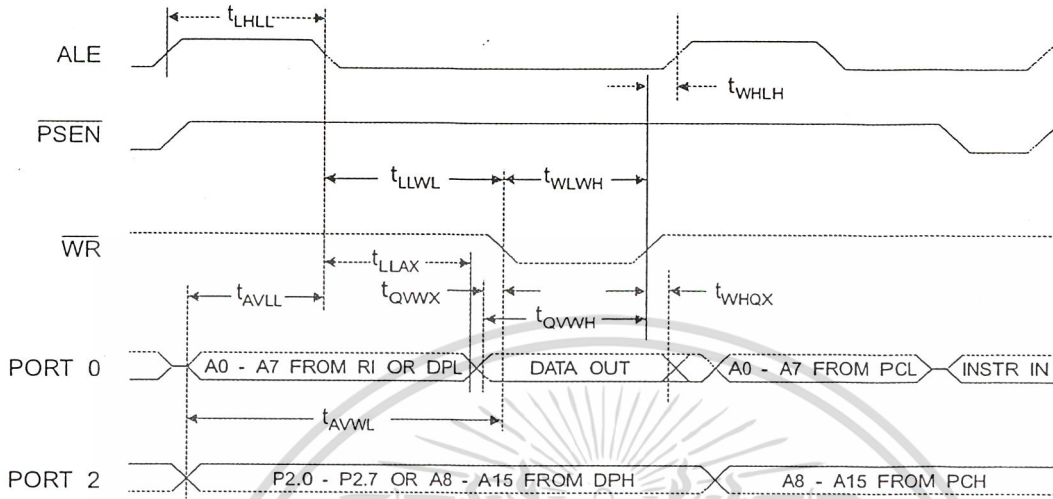 tLHLL
ALE
tWHLH
PSEN
tLLWL
tWLWH
WR
tLLAX
tQVWX
tWHQX
tAVLL
tQVWH
PORT 0
A0 - A7 FROM RI OR DPL
DATA OUT
A0 - A7 FROM PCL
INSTR IN
tAVWL
PORT 2
P2.0 - P2.7 OR A8 - A15 FROM DPH
A8 - A15 FROM PCH